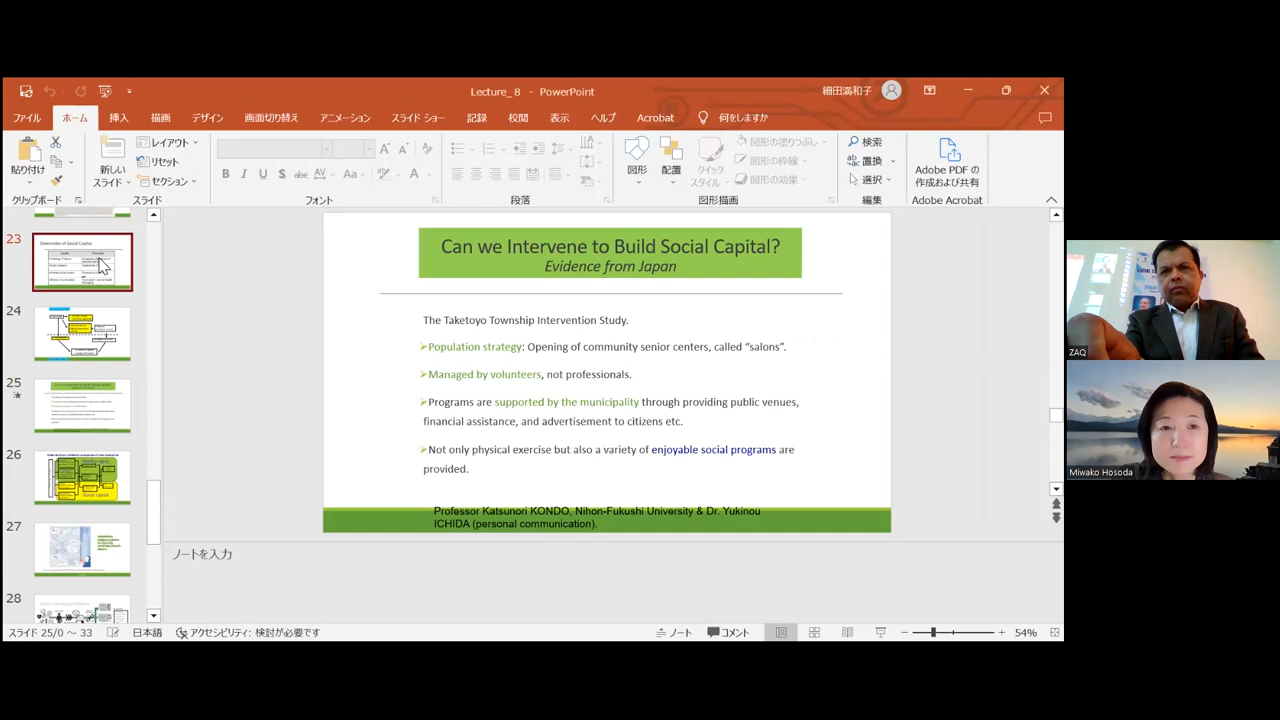 Lecture_ 8 - PowerPoint
細田満和子
ファイル ホーム 挿入 描画 デザイン 画面切り替え アニメーション スライド ショー 記録 校閲 表示 ヘルプ Acrobat 何をしますか
貼り付け
新しい
スライド
レイアウト
リセット
セクション
図形
配置
クイック
スタイル
図形の塗りつぶし
図形の枠線
図形の効果
検索
置換
選択
Adobe PDF の
作成および共有
クリップボード スライド フォント 段落 図形描画 編集 Adobe Acrobat
23
Downsides of Social Capital
24
25
26
Social capital
27
28
Can we Intervene to Build Social Capital?
Evidence from Japan
The Taketoyo Township Intervention Study.
➢Population strategy: Opening of community senior centers, called “salons”.
➢Managed by volunteers, not professionals.
➢Programs are supported by the municipality through providing public venues,
financial assistance, and advertisement to citizens etc.
➢Not only physical exercise but also a variety of enjoyable social programs are
provided.
Professor Katsunori KONDO, Nihon-Fukushi University & Dr. Yukinou
ICHIDA (personal communication).
ノートを入力
スライド 25/0 ～ 33 日本語 アクセシビリティ: 検討が必要です ノート コメント 54%
ZAQ
Miwako Hosoda